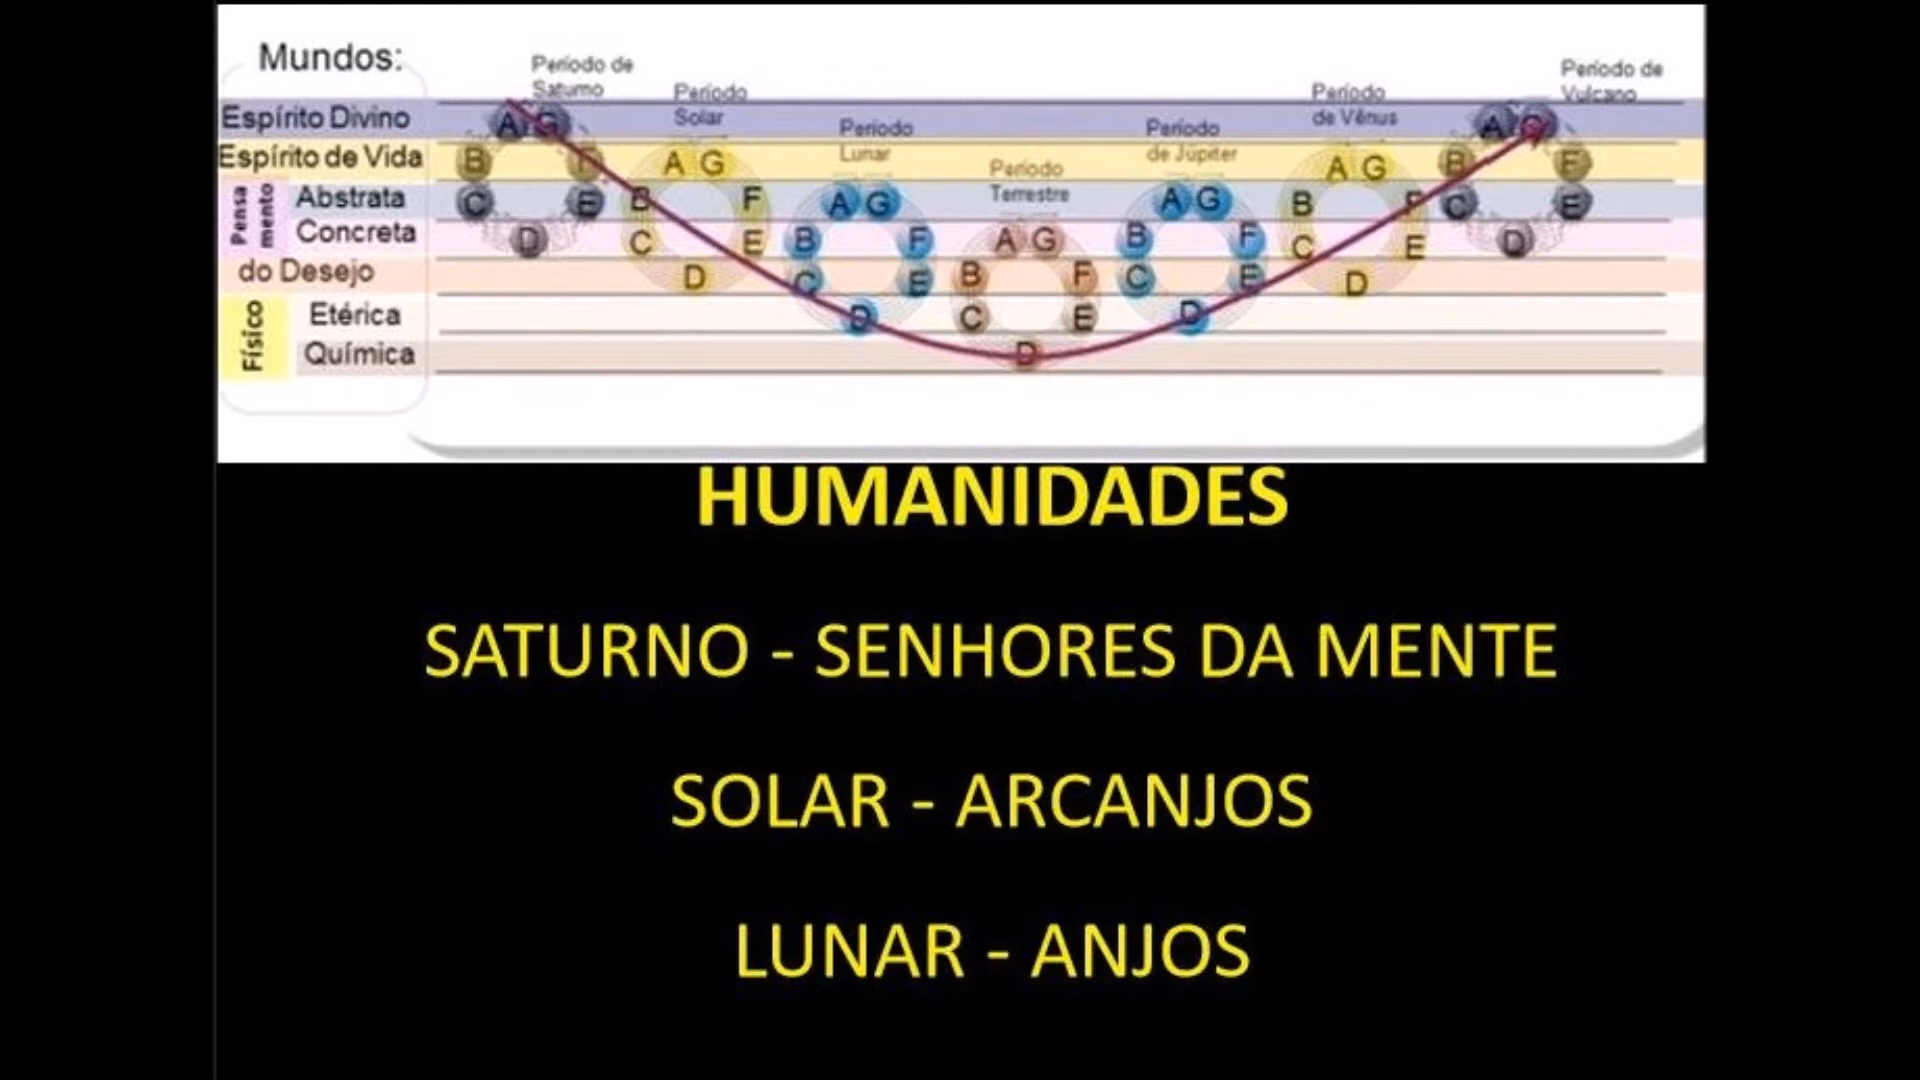 Mundos:
Espírito Divino
Espírito de Vida
Pensa
mento
Abstrata
Concreta
do Desejo
Físico
Etérica
Química
Período de
Saturno
Período
Solar
Período
Lunar
Período
Terrestre
Período
de Júpiter
Período
de Vênus
Período de
Vulcano
A G
B F
C E
D
A G
B F
C E
D
A G
B F
C E
D
A G
B F
C E
D
A G
B F
C E
D
A G
B F
C E
D
A G
B F
C E
D
HUMANIDADES
SATURNO - SENHORES DA MENTE
SOLAR - ARCANJOS
LUNAR - ANJOS